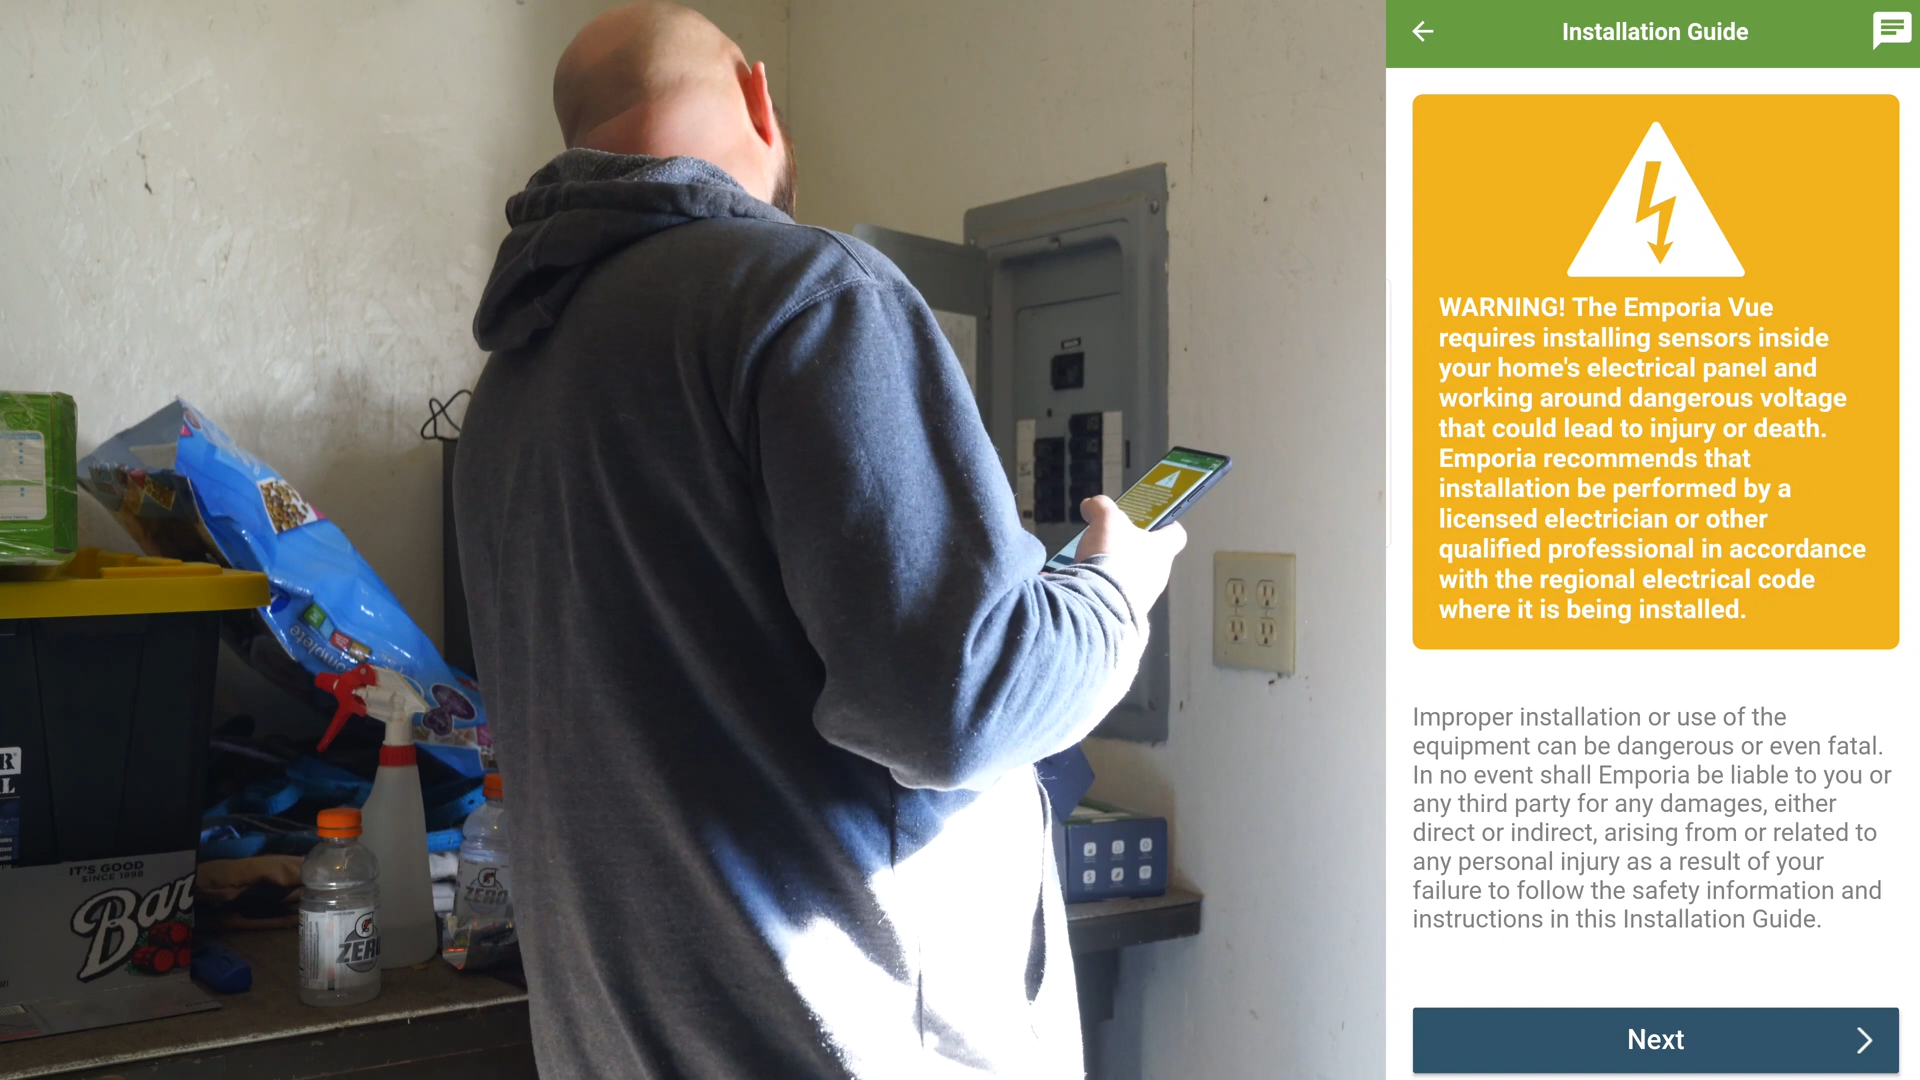 Installation Guide
WARNING! The Emporia Vue
requires installing sensors inside
your home's electrical panel and
working around dangerous voltage
that could lead to injury or death.
Emporia recommends that
installation be performed by a
licensed electrician or other
qualified professional in accordance
with the regional electrical code
where it is being installed.
Improper installation or use of the
equipment can be dangerous or even fatal.
In no event shall Emporia be liable to you or
any third party for any damages, either
direct or indirect, arising from or related to
any personal injury as a result of your
failure to follow the safety information and
instructions in this Installation Guide.
Next
complete
IT'S GOOD
SINCE 1898
Bar
G
ZERO
G
ZERO
R
L